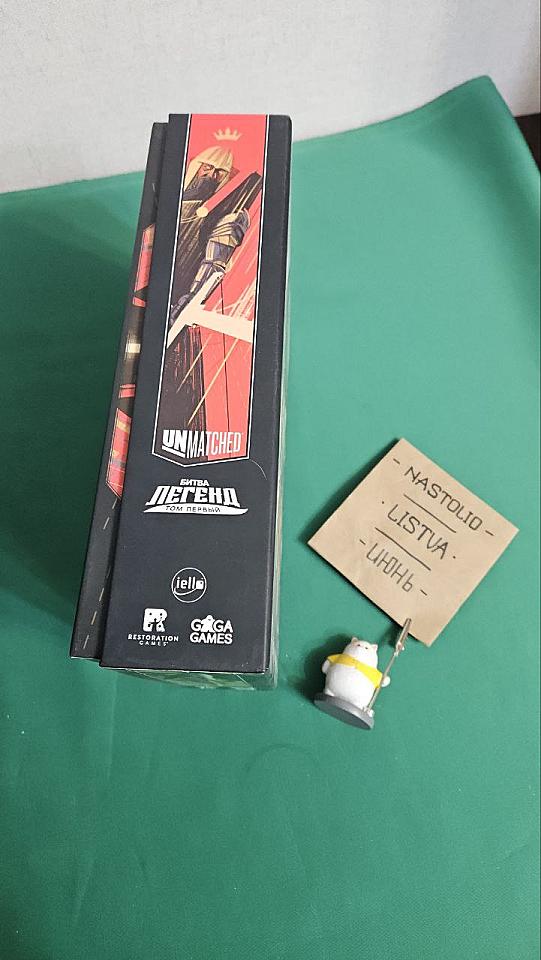 UNMATCHED
БИТВА
ЛЕГЕНД
ТОМ ПЕРВЫЙ
iello
RESTORATION
GAMES
GAGA
GAMES
- NASTOLIO -
· LISTVA ·
- ИЮНЬ -